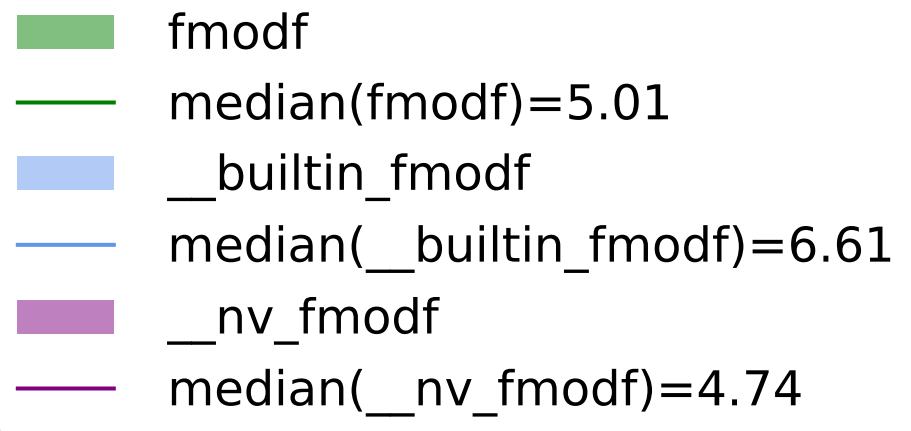 fmodf
median(fmodf)=5.01
__builtin_fmodf
median(__builtin_fmodf)=6.61
__nv_fmodf
median(__nv_fmodf)=4.74